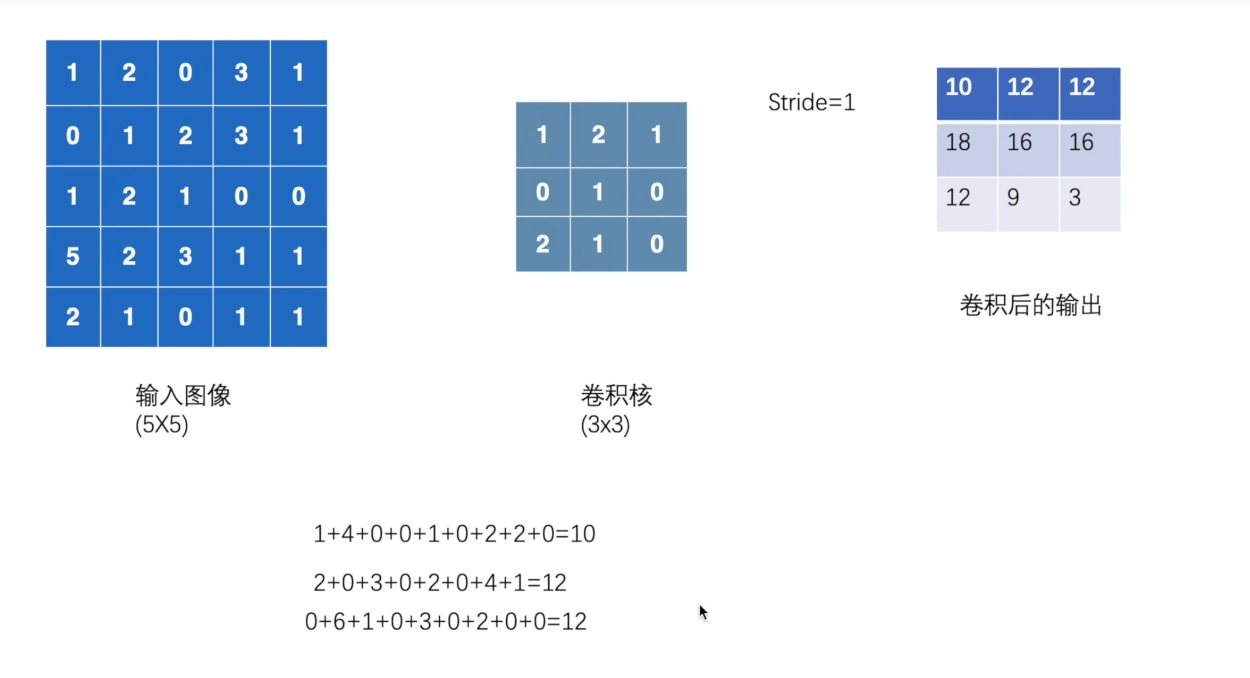 1 2 0 3 1
0 1 2 3 1
1 2 1 0 0
5 2 3 1 1
2 1 0 1 1
输入图像
(5X5)
1 2 1
0 1 0
2 1 0
卷积核
(3x3)
Stride=1
10 12 12
18 16 16
12 9 3
卷积后的输出
1+4+0+0+1+0+2+2+0=10
2+0+3+0+2+0+4+1=12
0+6+1+0+3+0+2+0+0=12